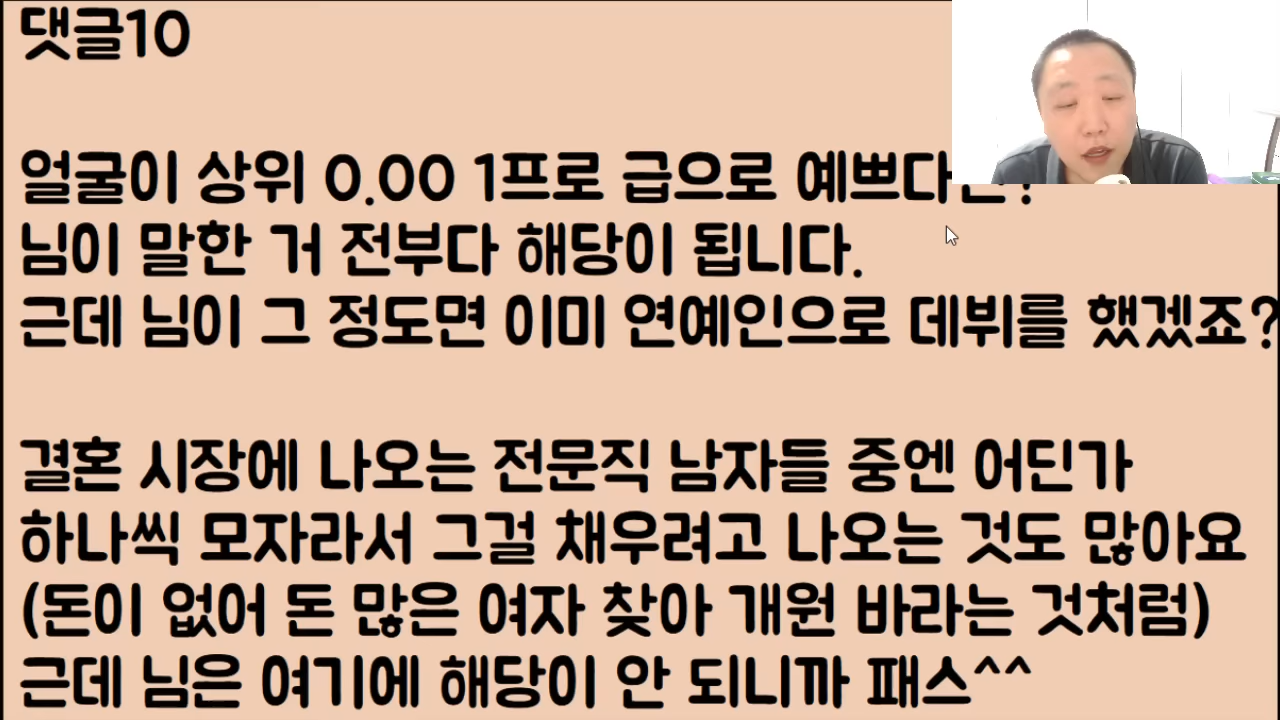 댓글10
얼굴이 상위 0.00 1프로 급으로 예쁘다면?
님이 말한 거 전부다 해당이 됩니다.
근데 님이 그 정도면 이미 연예인으로 데뷔를 했겠죠?
결혼 시장에 나오는 전문직 남자들 중엔 어딘가
하나씩 모자라서 그걸 채우려고 나오는 것도 많아요
(돈이 없어 돈 많은 여자 찾아 개원 바라는 것처럼)
근데 님은 여기에 해당이 안 되니까 패스^^